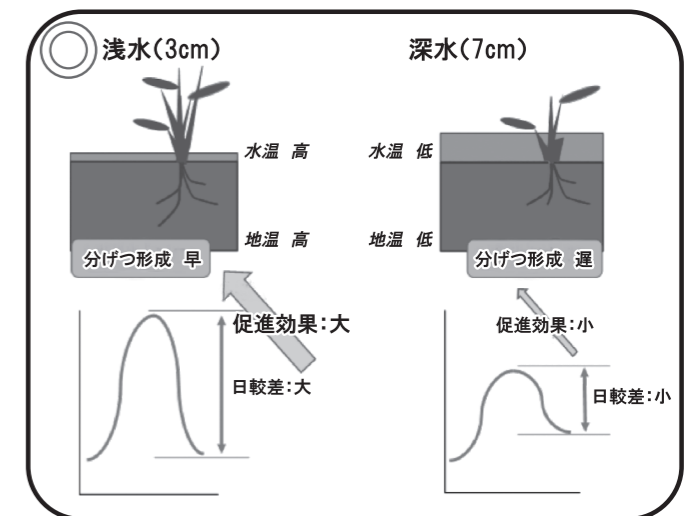 浅水(3cm)
深水(7cm)
水温 高
水温 低
地温 高
地温 低
分げつ形成 早
分げつ形成 遅
促進効果:大
促進効果:小
日較差:大
日較差:小